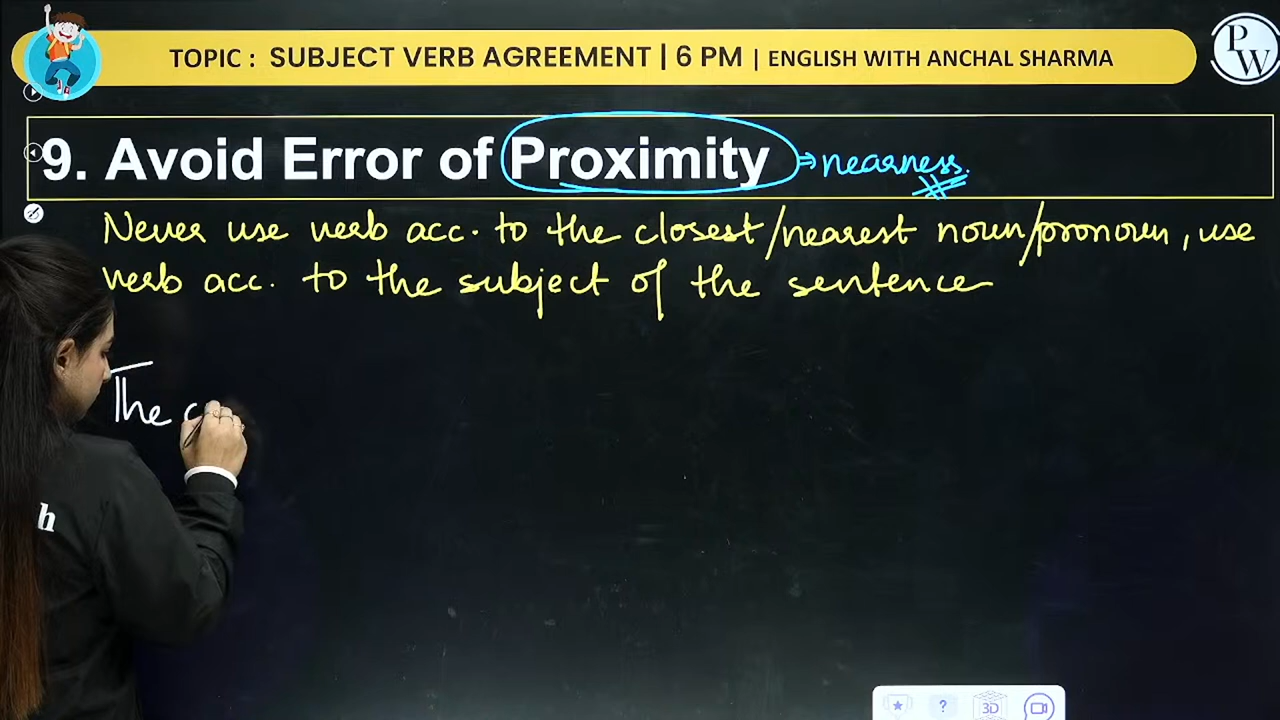 TOPIC : SUBJECT VERB AGREEMENT | 6 PM | ENGLISH WITH ANCHAL SHARMA
P
W
9. Avoid Error of Proximity ⇒ nearness.
Never use verb acc. to the closest/nearest noun/pronoun, use
verb acc. to the subject of the sentence
The
h
?
3D